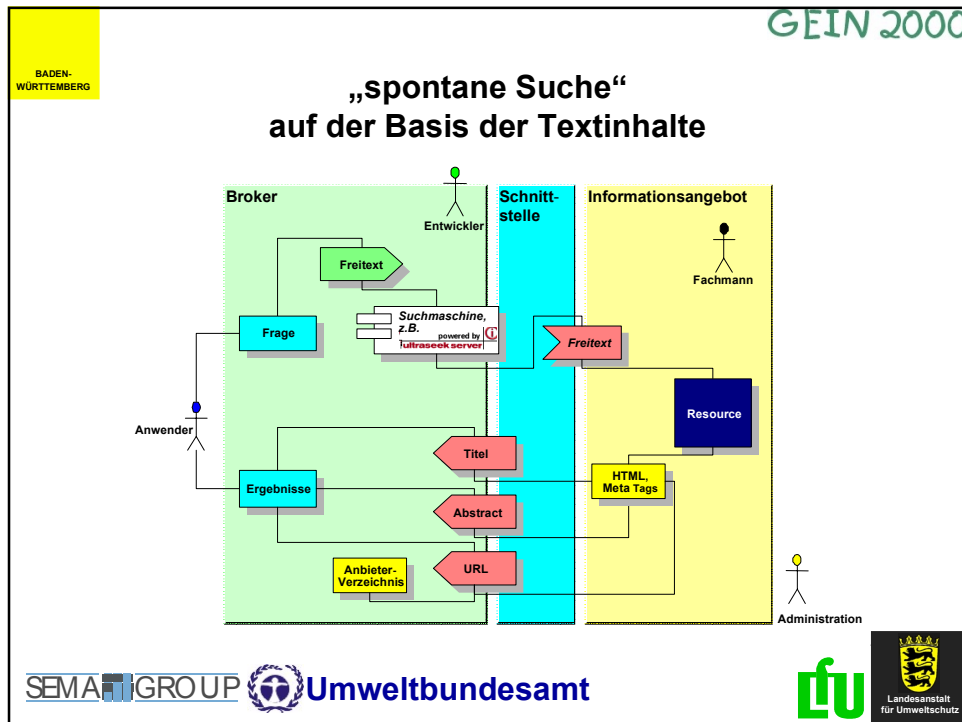 GEIN 2000
BADEN-
WÜRTTEMBERG
„spontane Suche“
auf der Basis der Textinhalte
Broker
Entwickler
Schnitt-
stelle
Informationsangebot
Fachmann
Freitext
Suchmaschine,
z.B.
powered by
ultraseek server
Frage
Freitext
Resource
Anwender
Titel
HTML,
Meta Tags
Ergebnisse
Abstract
URL
Anbieter-
Verzeichnis
Administration
SEMA GROUP
Umweltbundesamt
LfU
Landesanstalt
für Umweltschutz